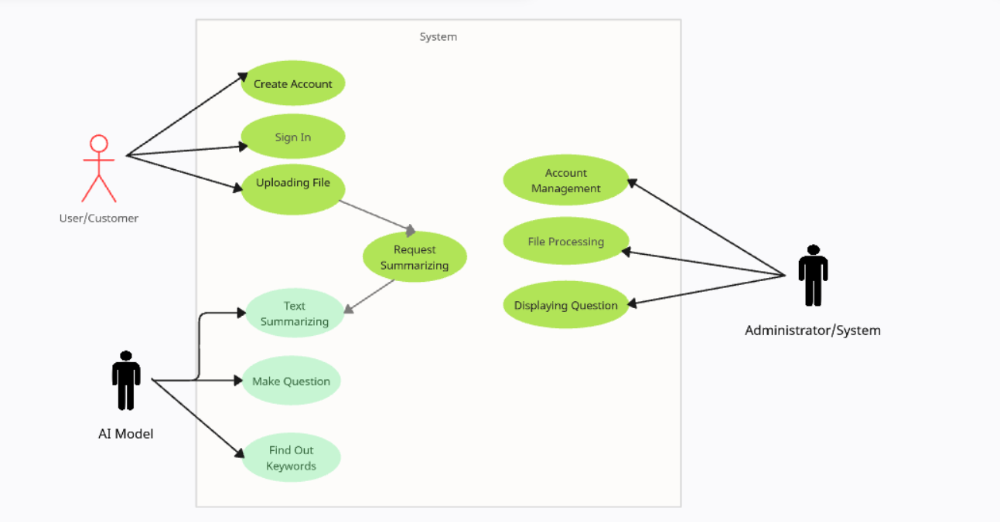 System
Create Account
Sign In
Uploading File
User/Customer
Account
Management
File Processing
Request
Summarizing
Displaying Question
Administrator/System
Text
Summarizing
Make Question
AI Model
Find Out
Keywords